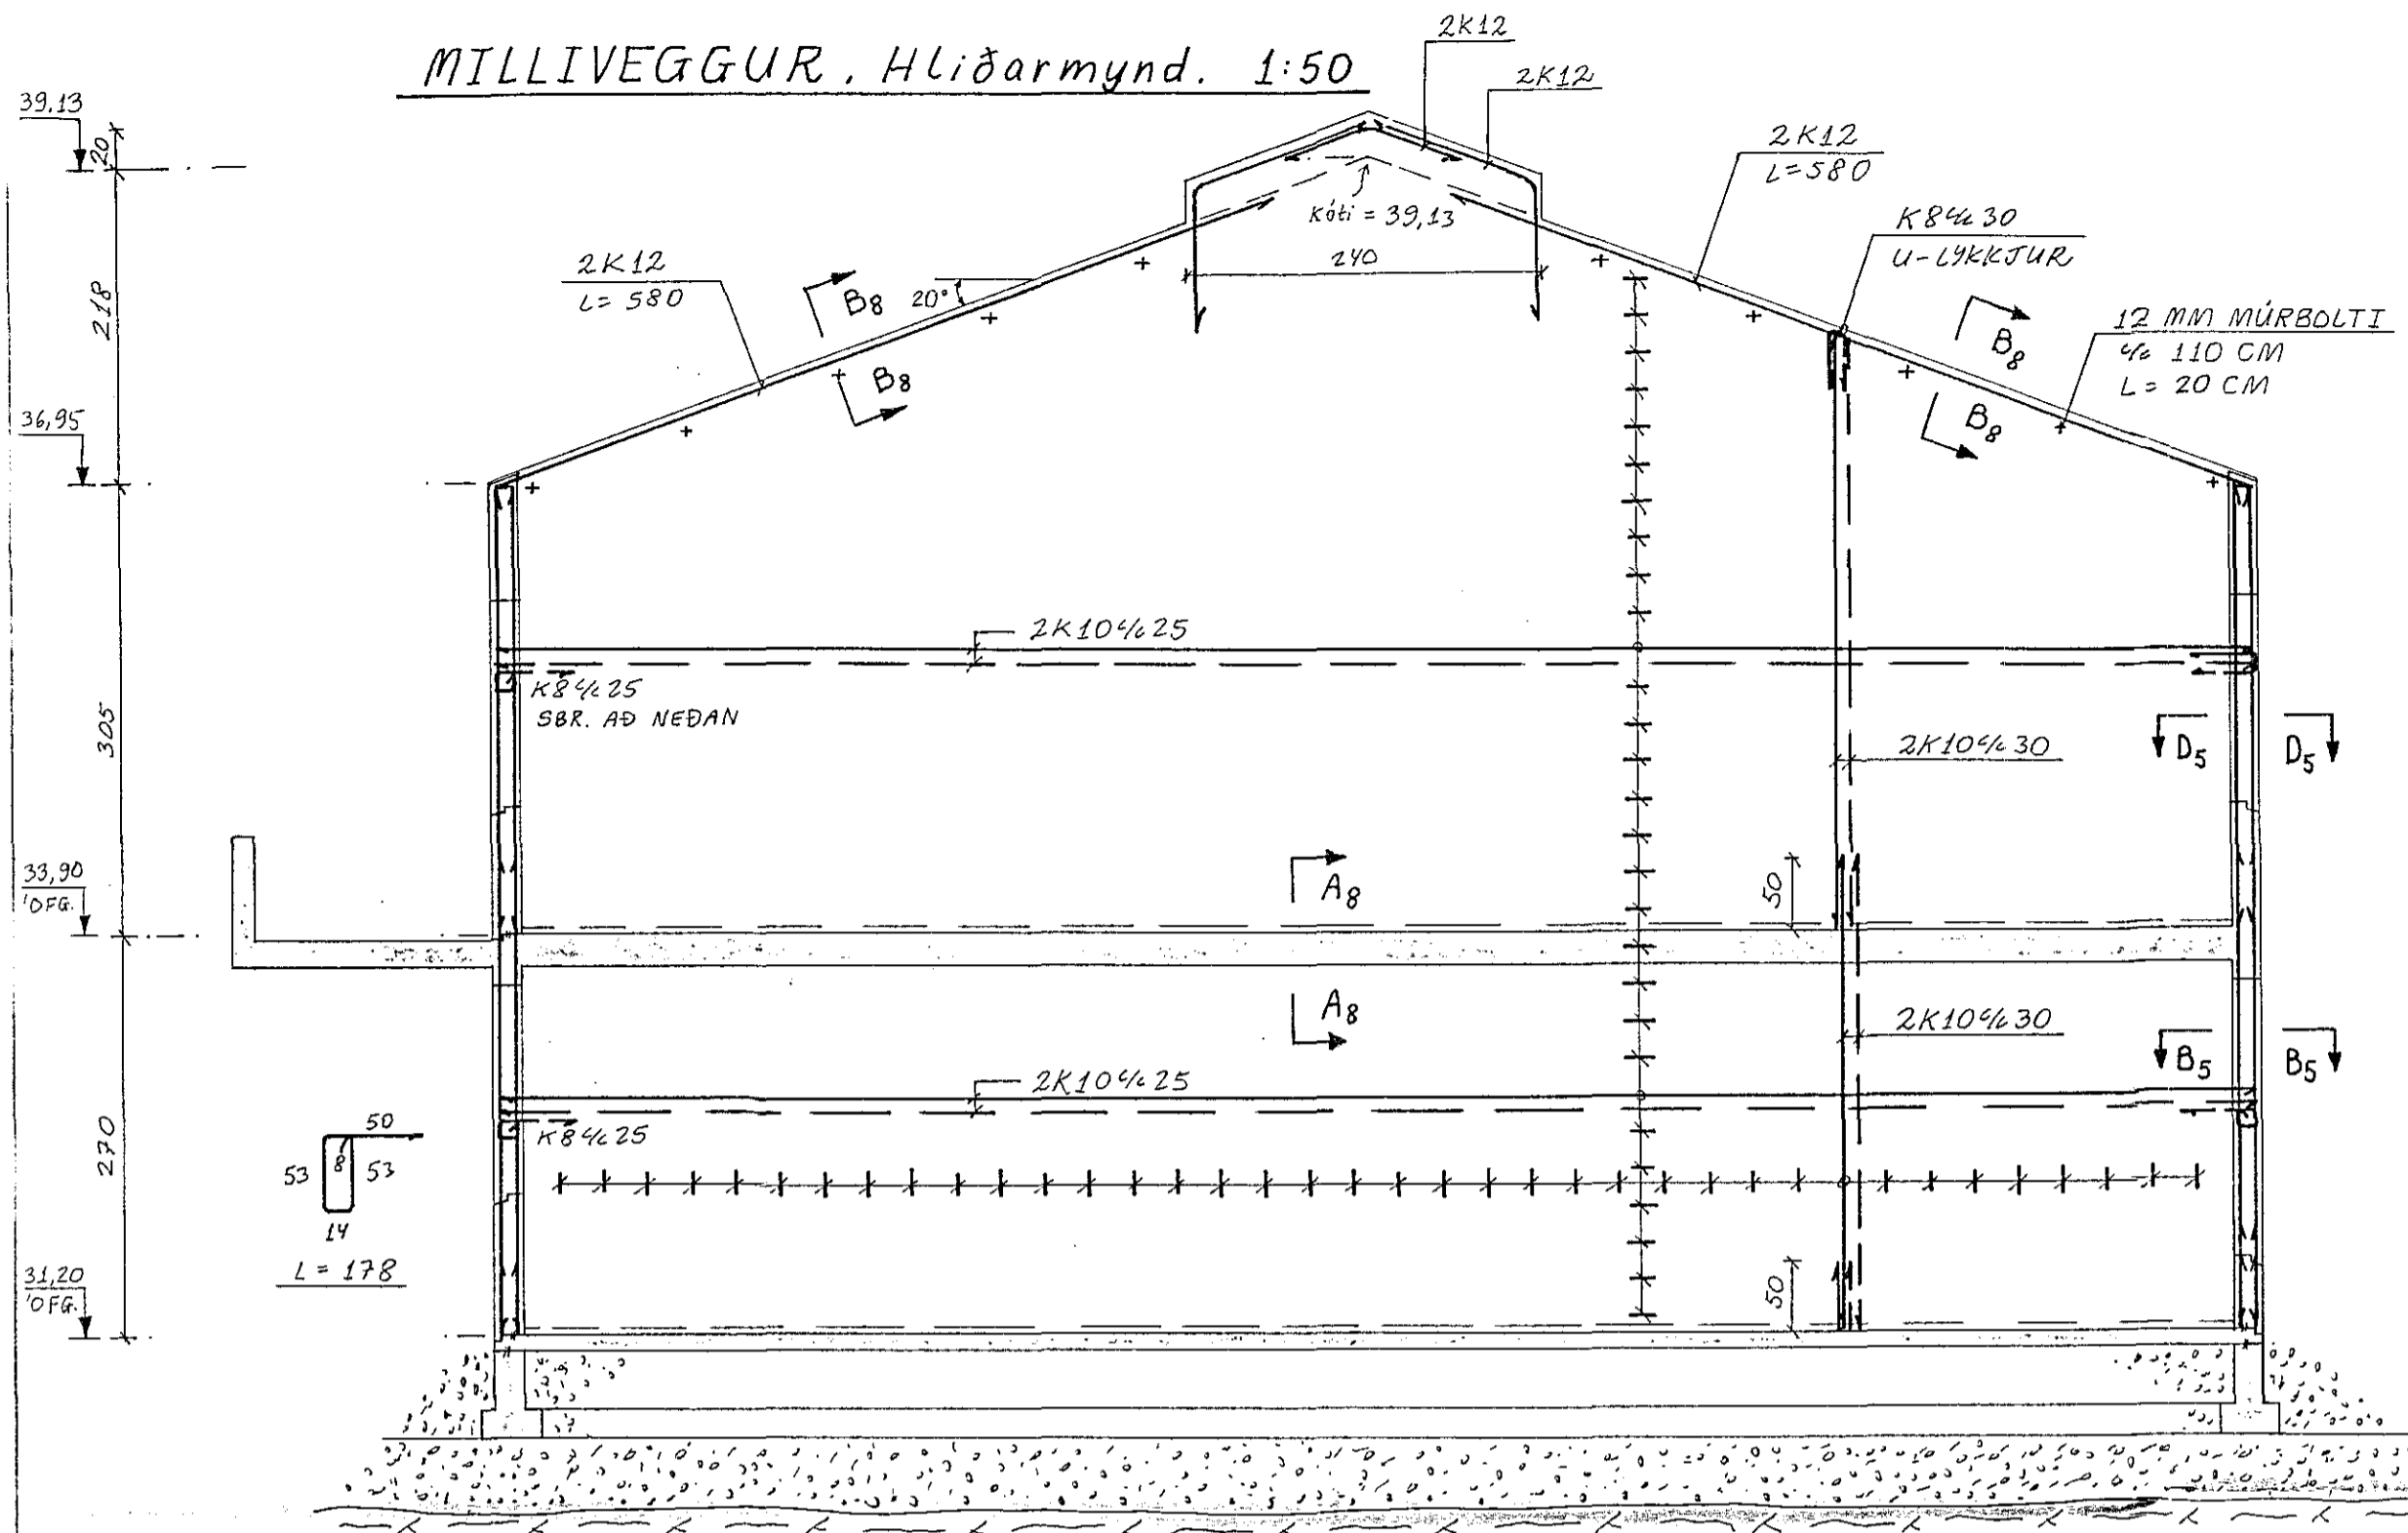 MILLIVEGGUR. Hliðarmynd. 1:50
2K12
2K12
39.13
20
2K12
L=580
Kóti = 39,13
K8 c/c 30
U-LYKKJUR
240
2K12
L= 580
B8
20°
218
B8
12 MM MÚRBOLTI
c/c 110 CM
L= 20 CM
B8
B8
36,95
2K10 c/c 25
K8 c/c 25
SBR. AÐ NEÐAN
305
2K10 c/c 30
D5
D5
33,90
OFG.
A8
50
A8
2K10 c/c 30
B5
B5
2K10 c/c 25
K8 c/c 25
270
50
53
8
53
14
L = 178
31,20
OFG.
50